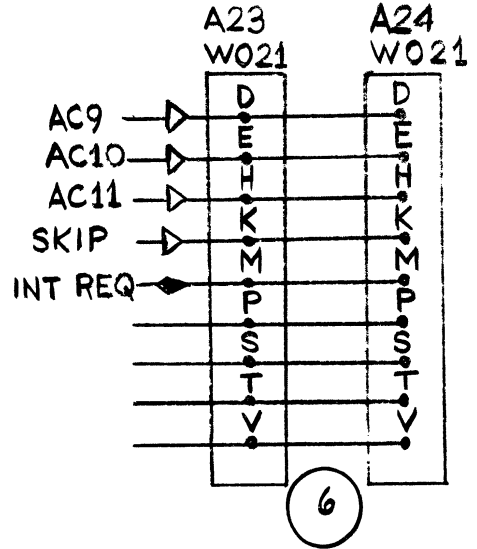 A23 A24
W021 W021
D D
AC9
E E
AC10
H H
AC11
K K
SKIP
M M
INT REQ
P P
S S
T T
V V
6